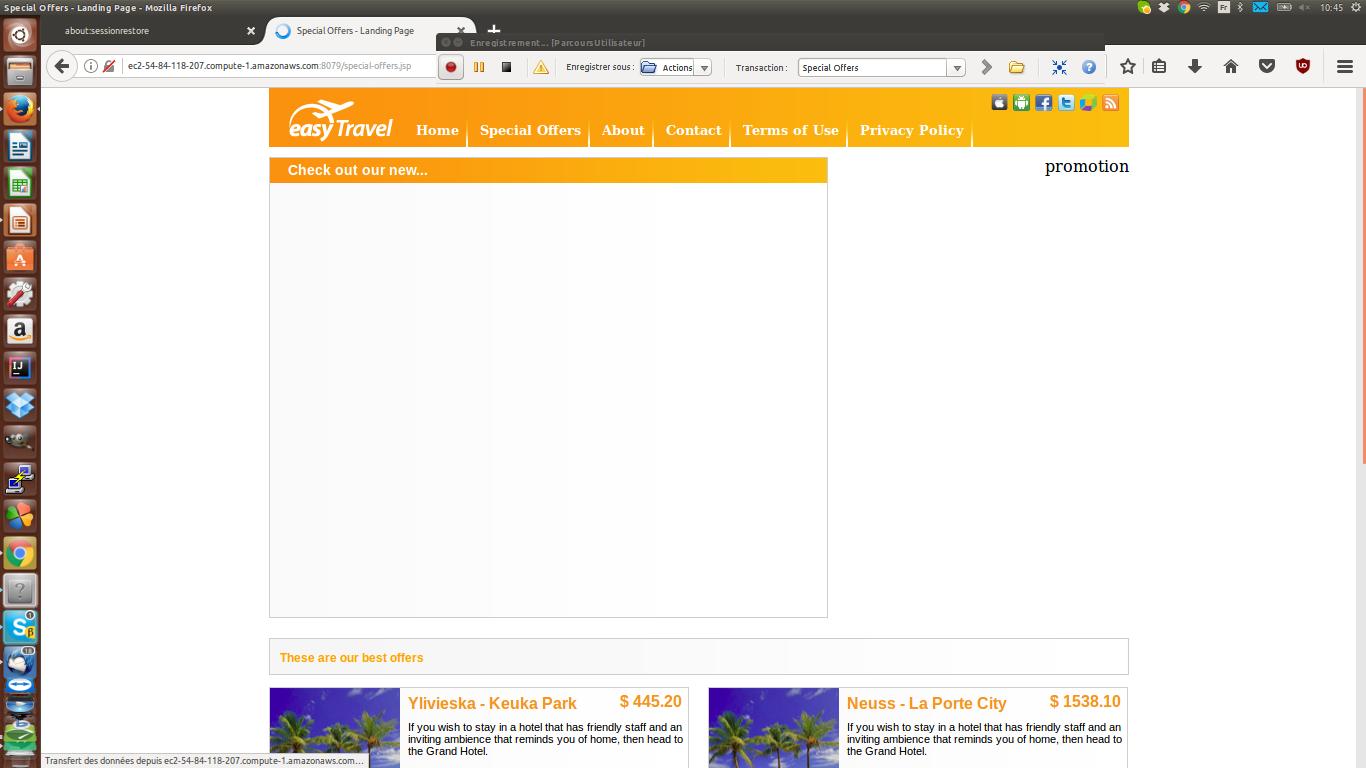 Special Offers - Landing Page - Mozilla Firefox
Fr
10:45
about:sessionrestore
Special Offers - Landing Page
Enregistrement... [ParcoursUtilisateur]
ec2-54-84-118-207.compute-1.amazonaws.com:8079/special-offers.jsp
Enregistrer sous :
Actions
Transaction :
Special Offers
easyTravel
Home
Special Offers
About
Contact
Terms of Use
Privacy Policy
Check out our new...
promotion
These are our best offers
Ylivieska - Keuka Park
$ 445.20
If you wish to stay in a hotel that has friendly staff and an
inviting ambience that reminds you of home, then head to
the Grand Hotel.
Neuss - La Porte City
$ 1538.10
If you wish to stay in a hotel that has friendly staff and an
inviting ambience that reminds you of home, then head to
the Grand Hotel.
Transfert des données depuis ec2-54-84-118-207.compute-1.amazonaws.com…